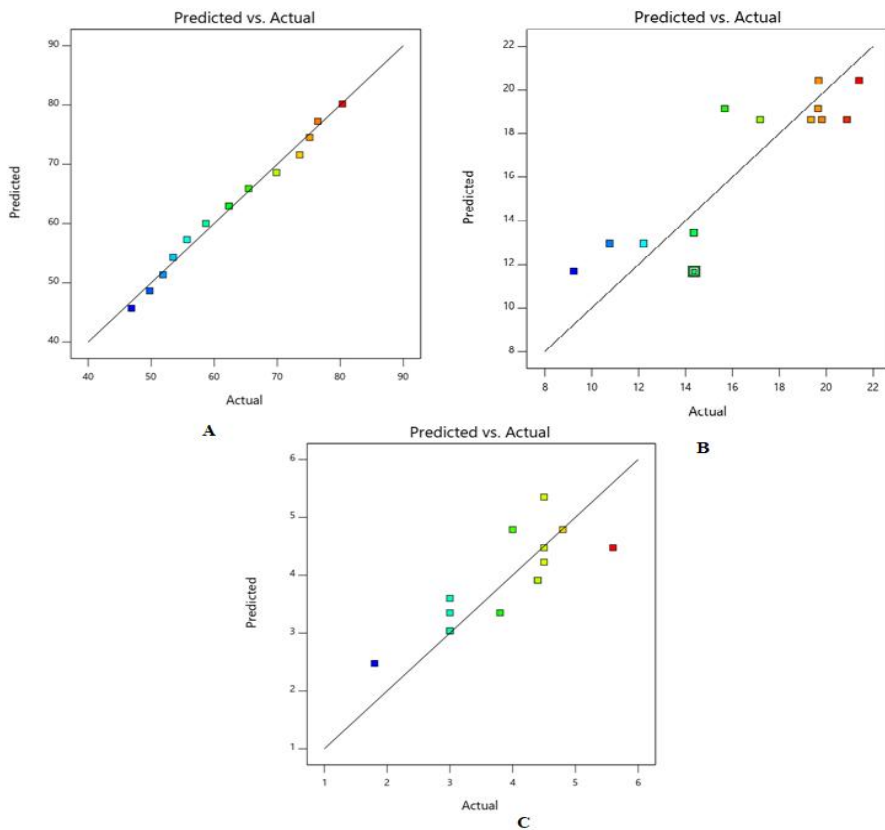 Predicted vs. Actual
90
80
70
60
50
40
Predicted
40 50 60 70 80 90
Actual
A
Predicted vs. Actual
22
20
18
16
14
12
10
8
Predicted
8 10 12 14 16 18 20 22
Actual
B
Predicted vs. Actual
6
5
4
3
2
1
Predicted
1 2 3 4 5 6
Actual
C